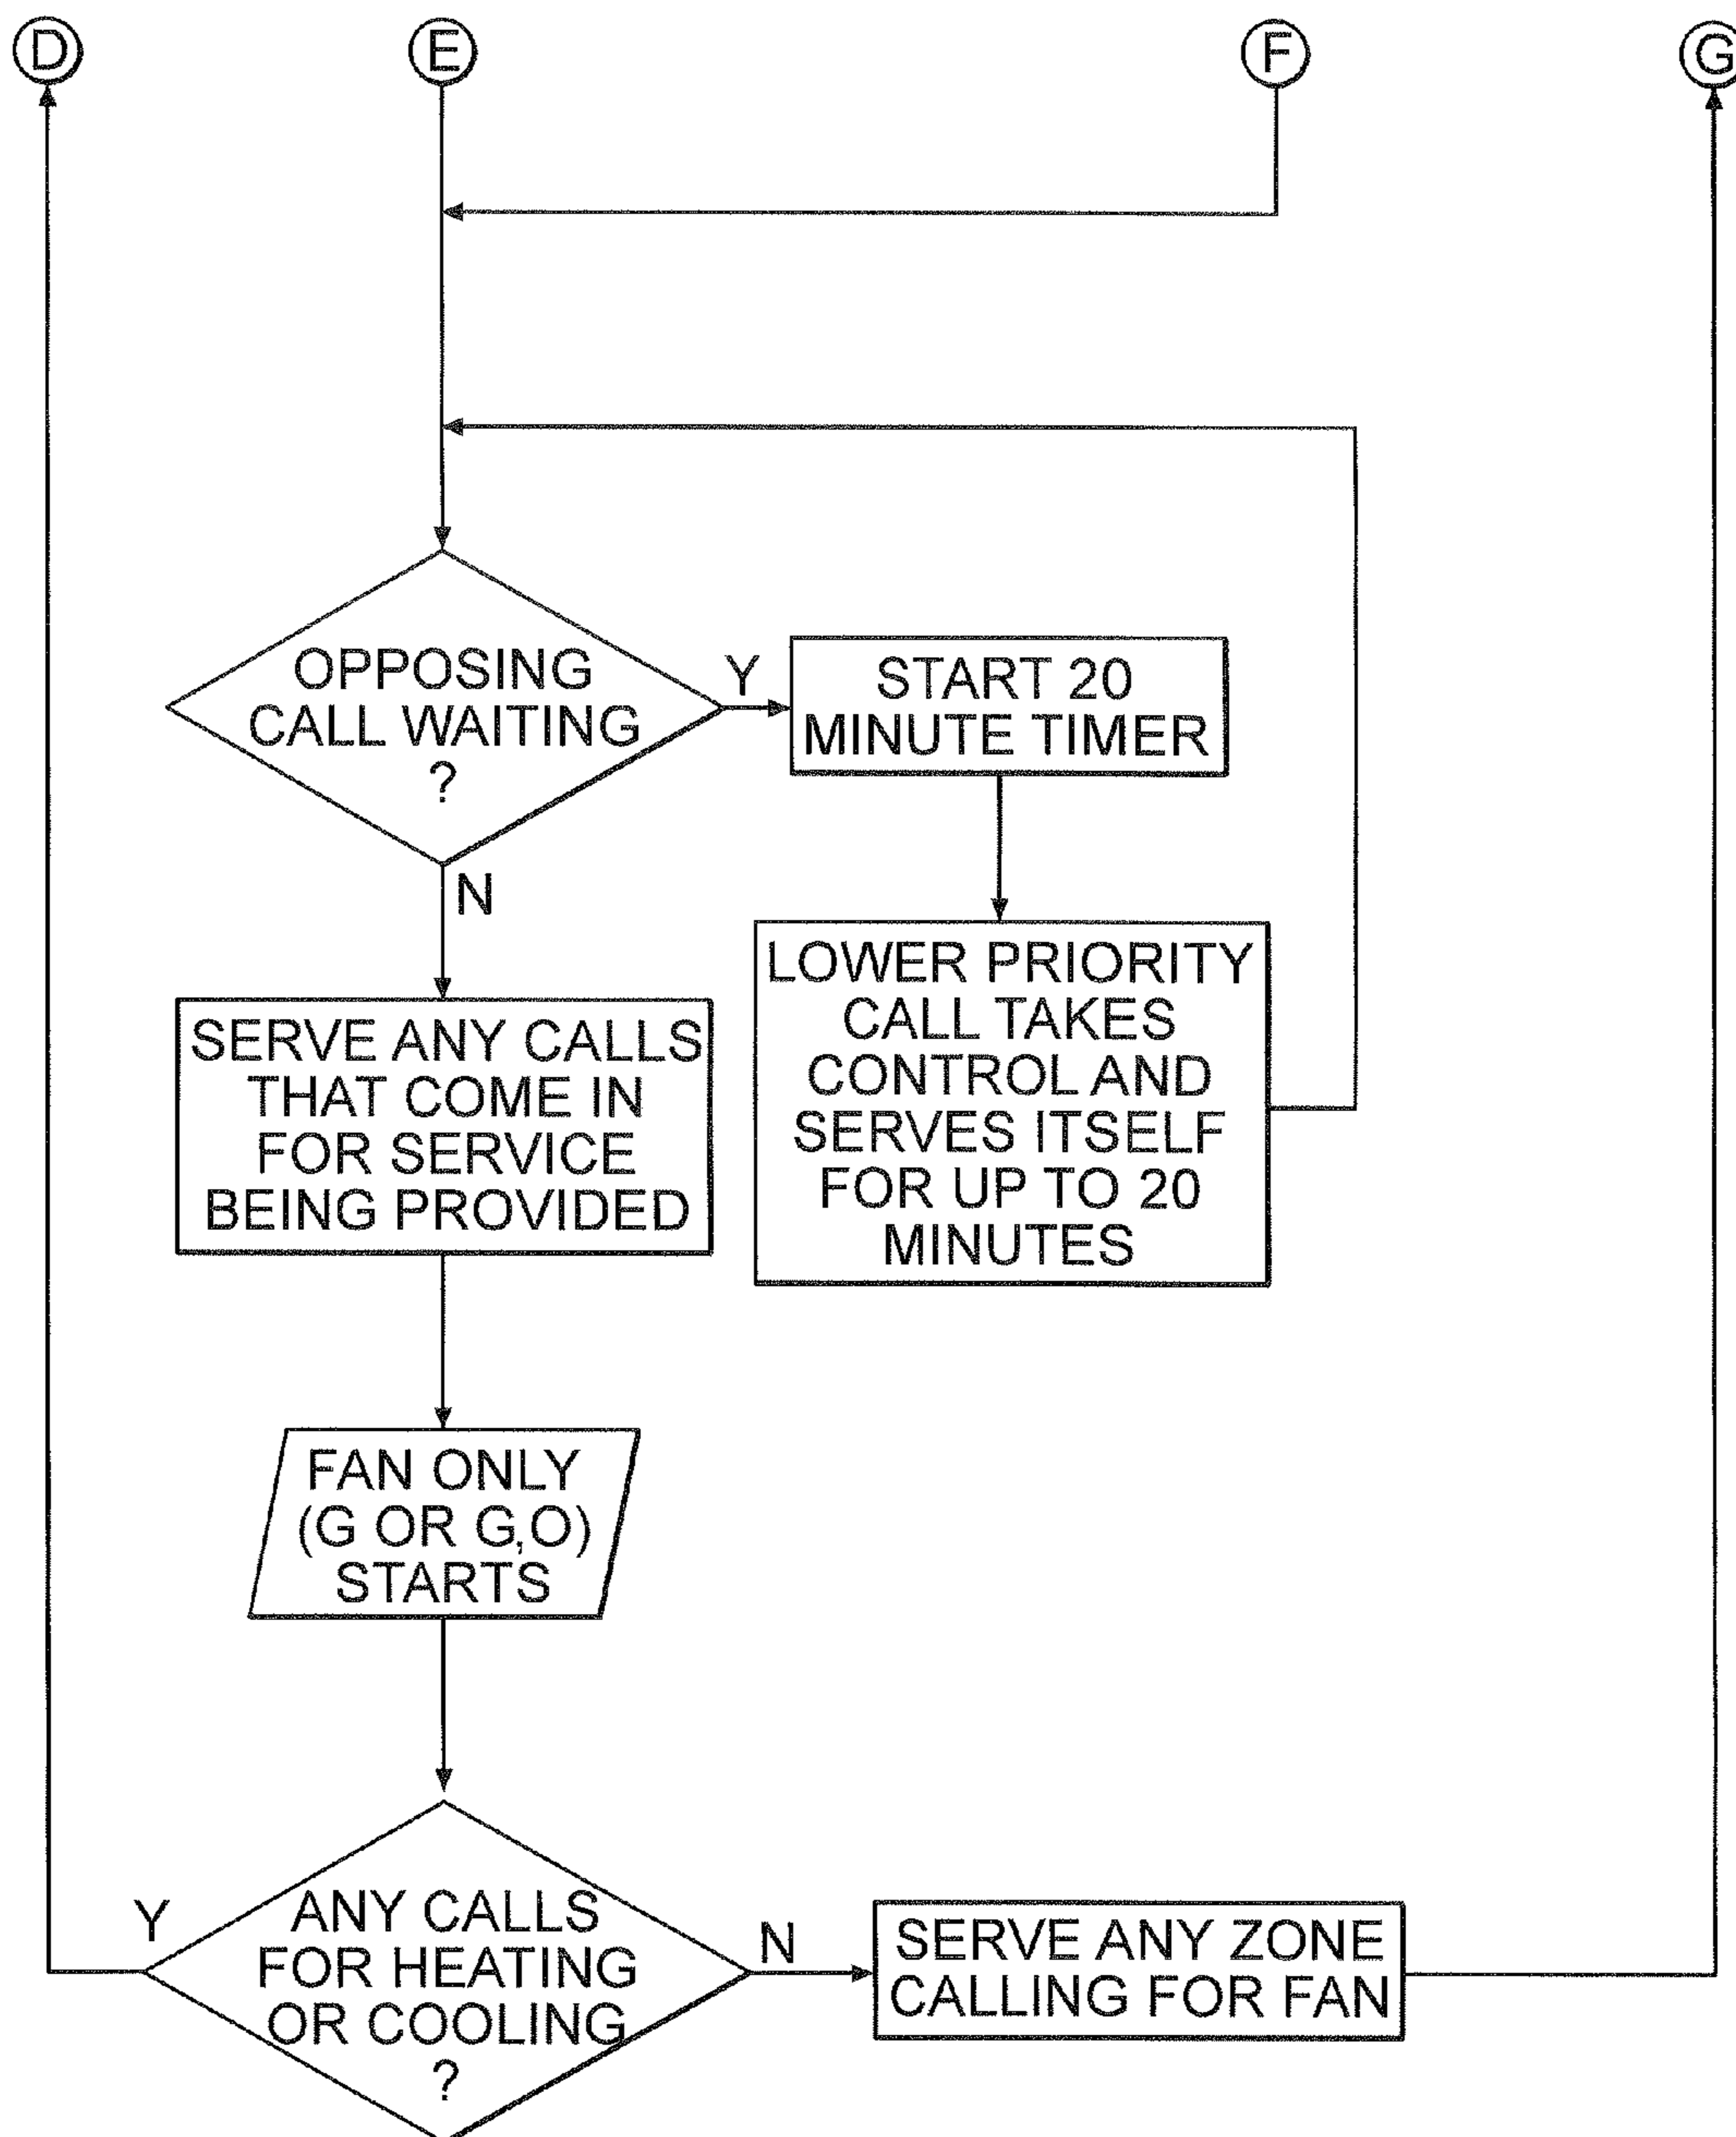 D
E
F
G
OPPOSING
CALL WAITING
?
Y
START 20
MINUTE TIMER
N
LOWER PRIORITY
CALL TAKES
CONTROL AND
SERVES ITSELF
FOR UP TO 20
MINUTES
SERVE ANY CALLS
THAT COME IN
FOR SERVICE
BEING PROVIDED
FAN ONLY
(G OR G,O)
STARTS
Y
ANY CALLS
FOR HEATING
OR COOLING
?
N
SERVE ANY ZONE
CALLING FOR FAN